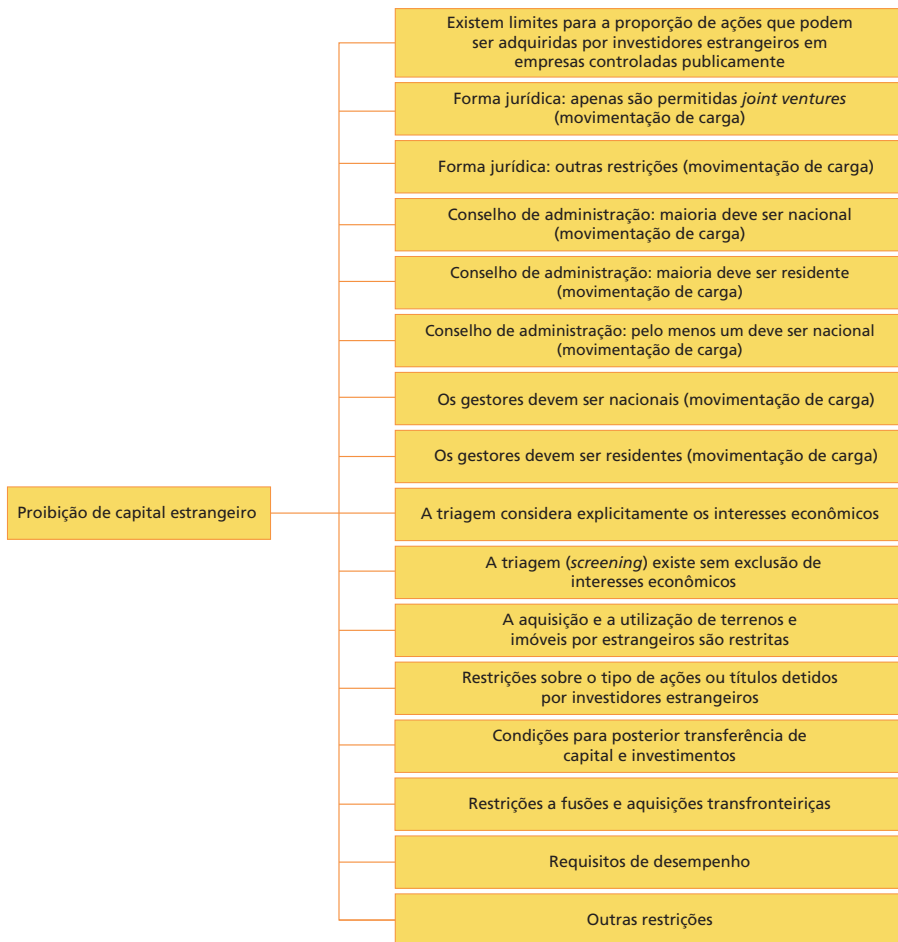 Existem limites para a proporção de ações que podem
ser adquiridas por investidores estrangeiros em
empresas controladas publicamente
Forma jurídica: apenas são permitidas joint ventures
(movimentação de carga)
Forma jurídica: outras restrições (movimentação de carga)
Conselho de administração: maioria deve ser nacional
(movimentação de carga)
Conselho de administração: maioria deve ser residente
(movimentação de carga)
Conselho de administração: pelo menos um deve ser nacional
(movimentação de carga)
Os gestores devem ser nacionais (movimentação de carga)
Os gestores devem ser residentes (movimentação de carga)
Proibição de capital estrangeiro
A triagem considera explicitamente os interesses econômicos
A triagem (screening) existe sem exclusão de
interesses econômicos
A aquisição e a utilização de terrenos e
imóveis por estrangeiros são restritas
Restrições sobre o tipo de ações ou títulos detidos
por investidores estrangeiros
Condições para posterior transferência de
capital e investimentos
Restrições a fusões e aquisições transfronteiriças
Requisitos de desempenho
Outras restrições